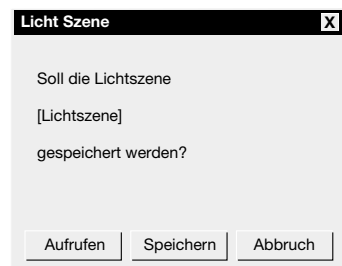 Licht Szene X
Soll die Lichtszene
[Lichtszene]
gespeichert werden?
Aufrufen Speichern Abbruch